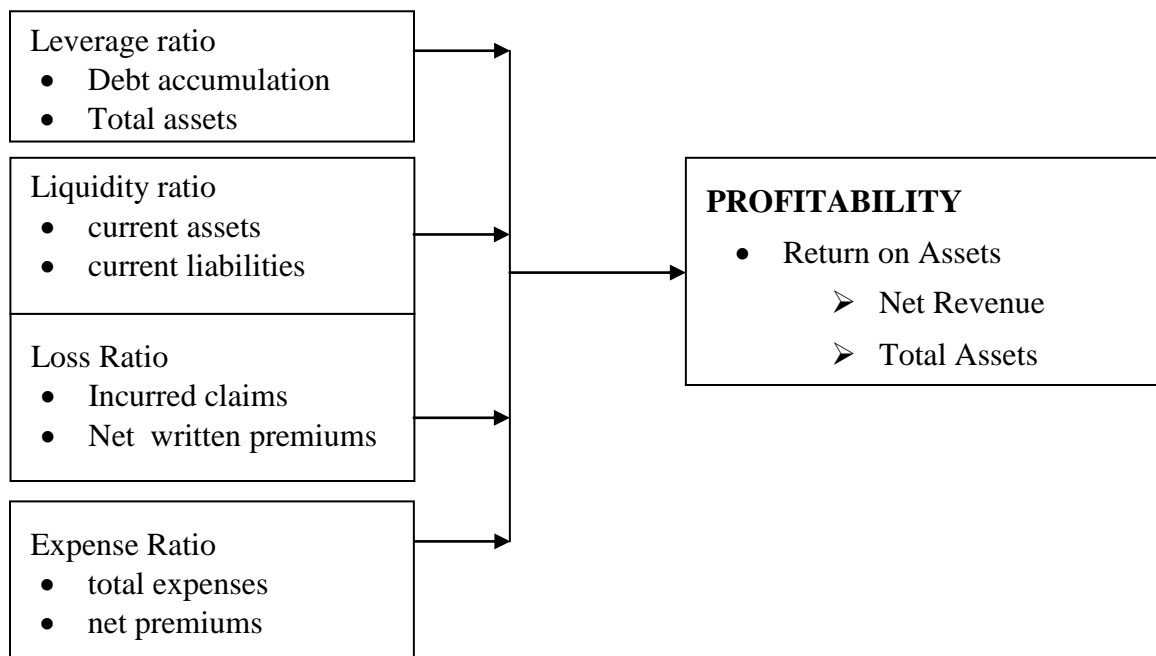 Leverage ratio
• Debt accumulation
• Total assets
Liquidity ratio
• current assets
• current liabilities
Loss Ratio
• Incurred claims
• Net written premiums
Expense Ratio
• total expenses
• net premiums
PROFITABILITY
• Return on Assets
➢ Net Revenue
➢ Total Assets